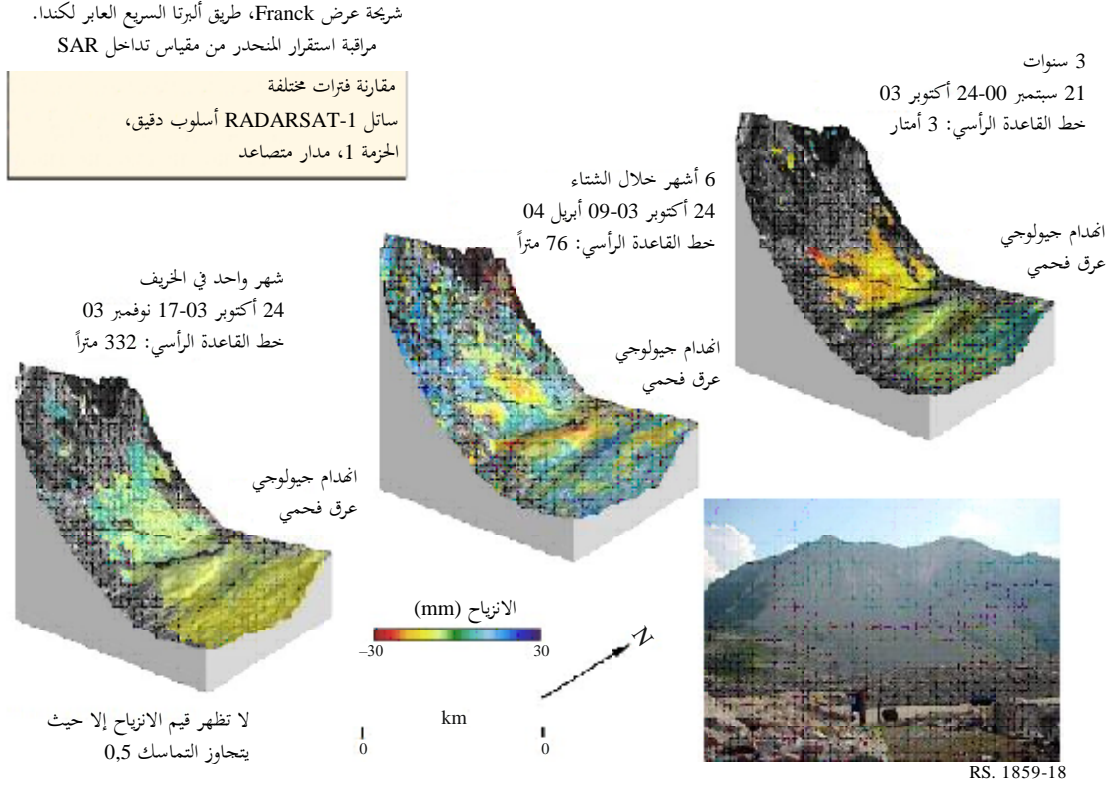 شريحة عرض Franck، طريق ألبرتا السريع العابر لكندا.
مراقبة استقرار المنحدر من مقياس تداخل SAR
مقارنة فترات مختلفة
ساتل RADARSAT-1 أسلوب دقيق،
الحزمة 1، مدار متصاعد
3 سنوات
21 سبتمبر 00-24 أكتوبر 03
خط القاعدة الرأسي: 3 أمتار
انهدام جيولوجي
عرق فحمي
6 أشهر خلال الشتاء
24 أكتوبر 03-09 أبريل 04
خط القاعدة الرأسي: 76 متراً
انهدام جيولوجي
عرق فحمي
شهر واحد في الخريف
24 أكتوبر 03-17 نوفمبر 03
خط القاعدة الرأسي: 332 متراً
انهدام جيولوجي
عرق فحمي
الانزياح (mm)
–30 30
N
km
0 0
لا تظهر قيم الانزياح إلا حيث
يتجاوز التماسك 0,5
RS. 1859-18